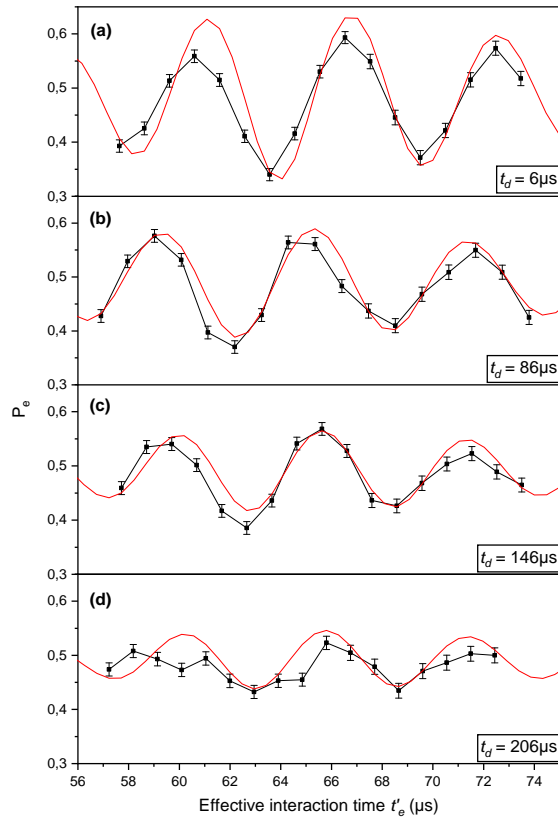 0,6
(a)
0,5
0,4
t_d = 6µs
0,3
(b)
0,6
0,5
0,4
t_d = 86µs
0,3
P_e
(c)
0,6
0,5
0,4
t_d = 146µs
0,3
(d)
0,6
0,5
0,4
t_d = 206µs
0,3
56 58 60 62 64 66 68 70 72 74
Effective interaction time t'_e (µs)